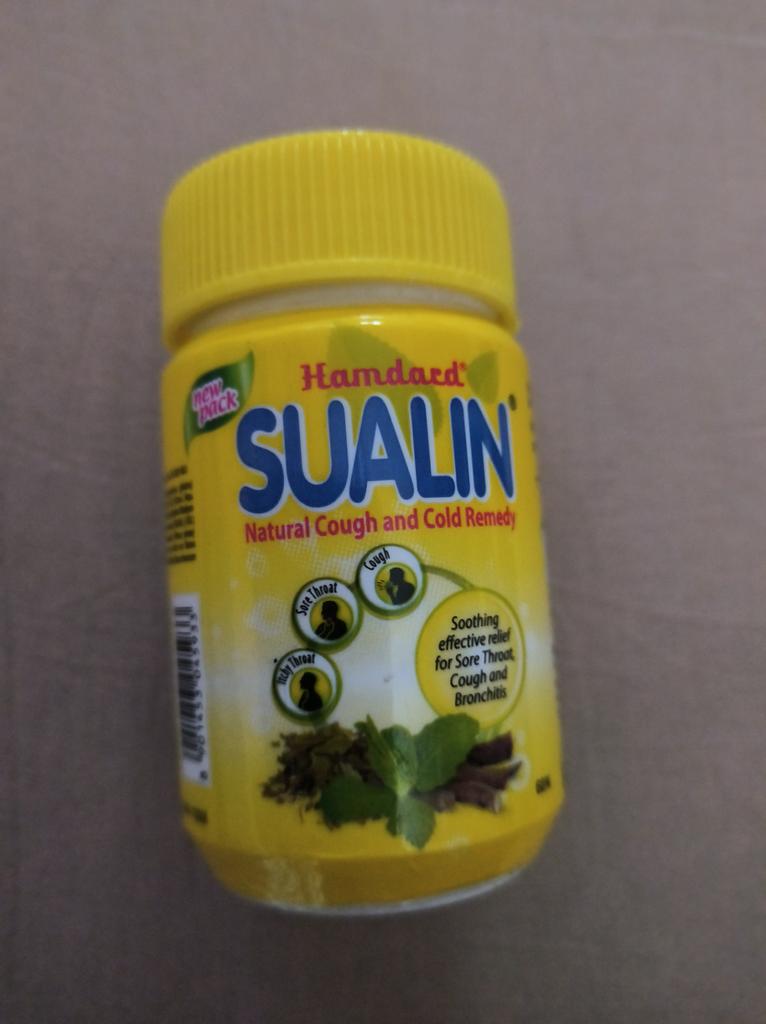 new
pack
Hamdard®
SUALIN®
Natural Cough and Cold Remedy
Cough
Sore Throat
Itchy Throat
Soothing
effective relief
for Sore Throat,
Cough and
Bronchitis